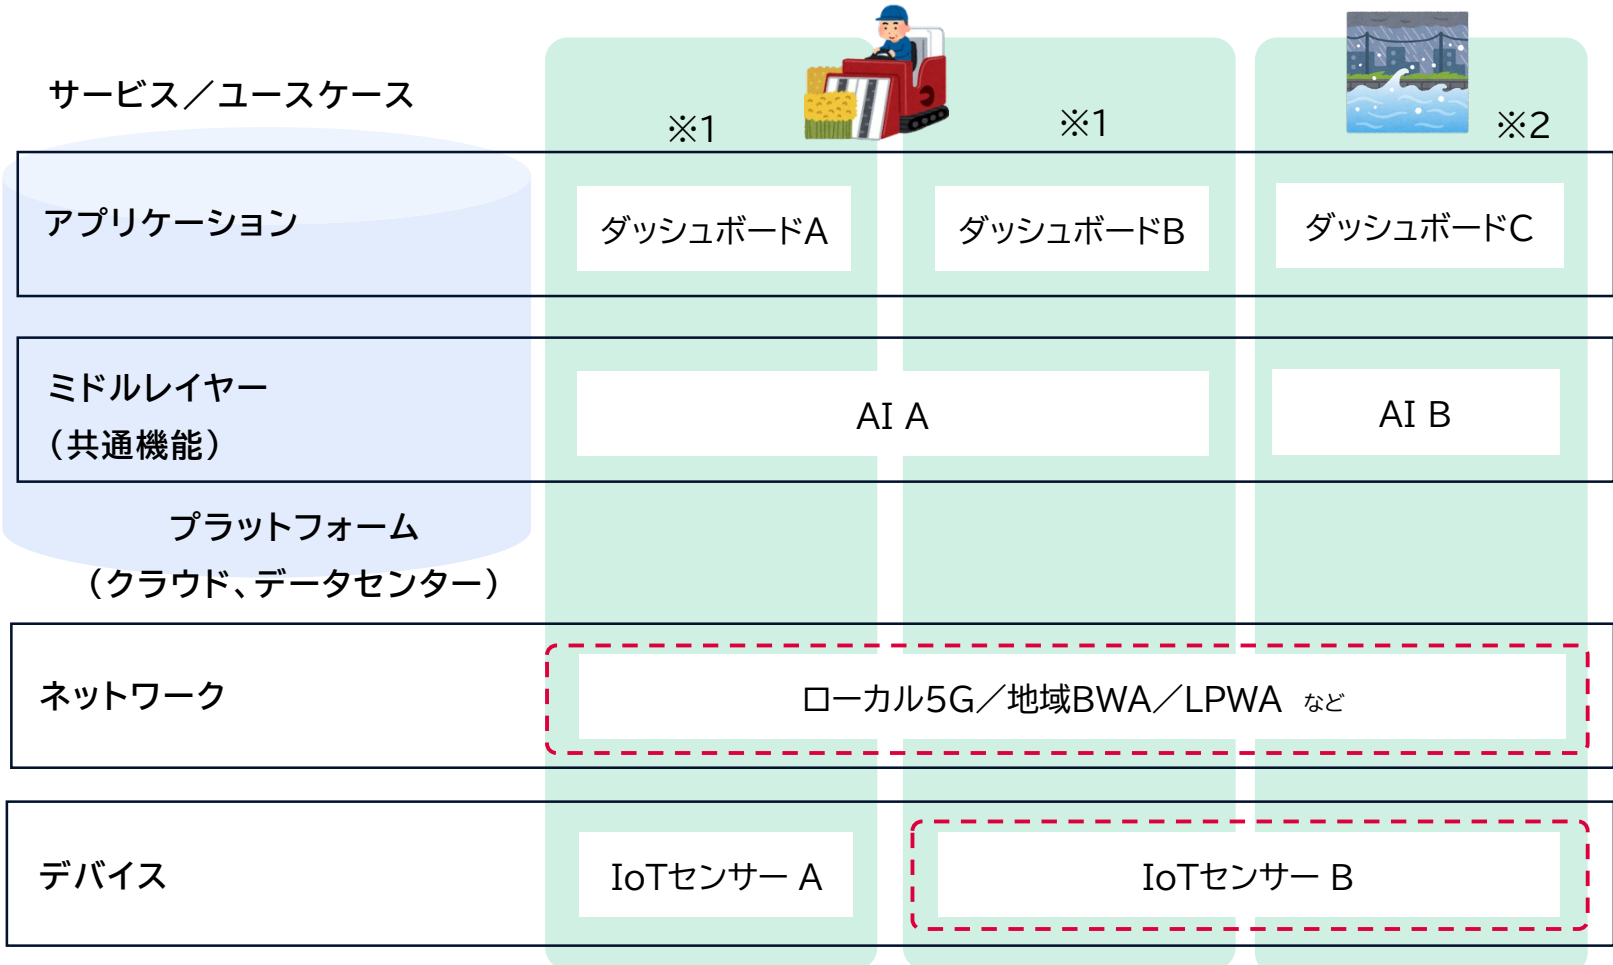 サービス／ユースケース
※1
※1
※2
アプリケーション
ダッシュボードA
ダッシュボードB
ダッシュボードC
ミドルレイヤー
（共通機能）
AI A
AI B
プラットフォーム
（クラウド、データセンター）
ネットワーク
ローカル5G／地域BWA／LPWA など
デバイス
IoTセンサー A
IoTセンサー B